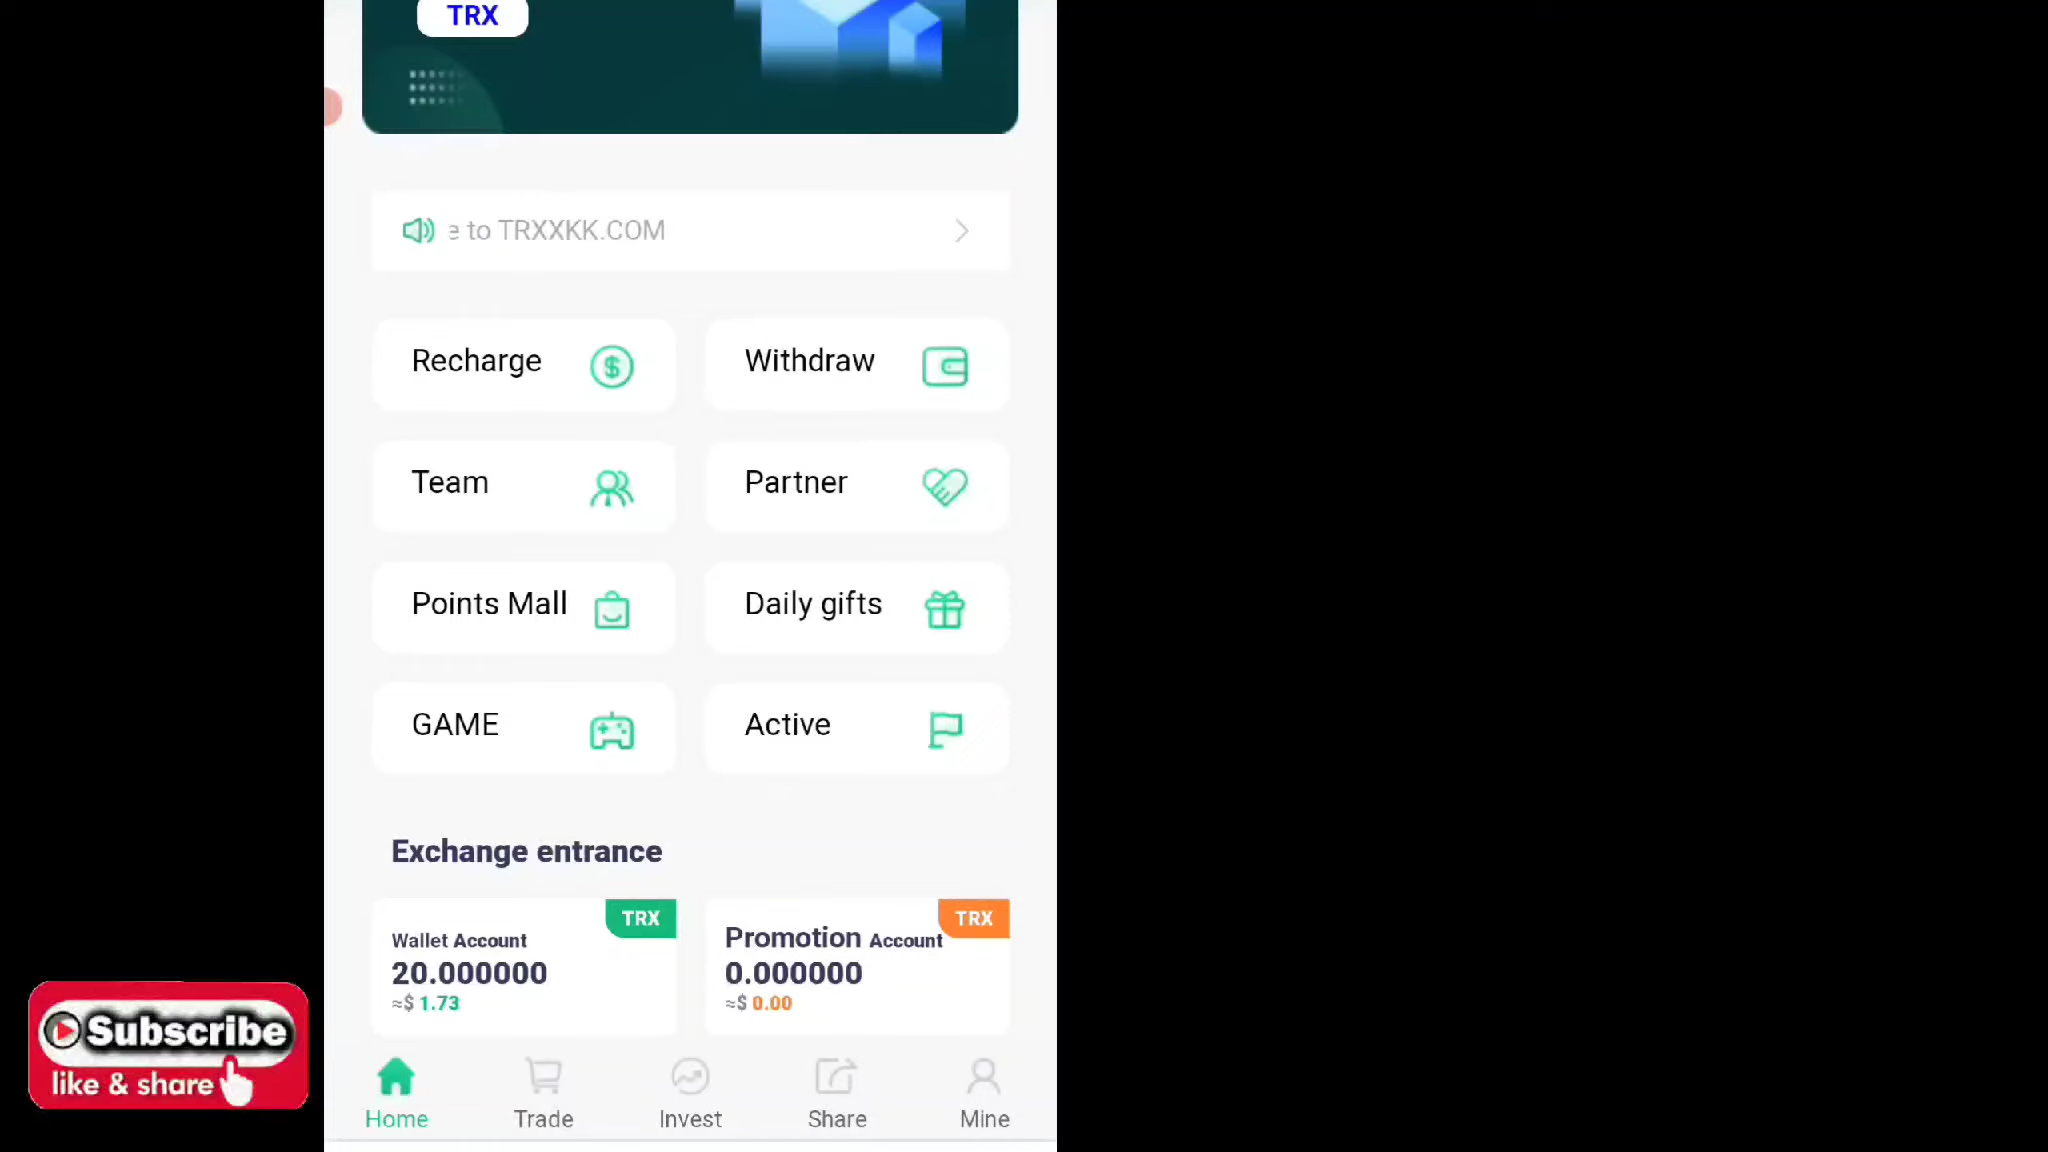 TRX
e to TRXXKK.COM
Recharge
Withdraw
Team
Partner
Points Mall
Daily gifts
GAME
Active
Exchange entrance
TRX
Wallet Account
20.000000
≈$ 1.73
TRX
Promotion Account
0.000000
≈$ 0.00
Subscribe
like & share
Home
Trade
Invest
Share
Mine